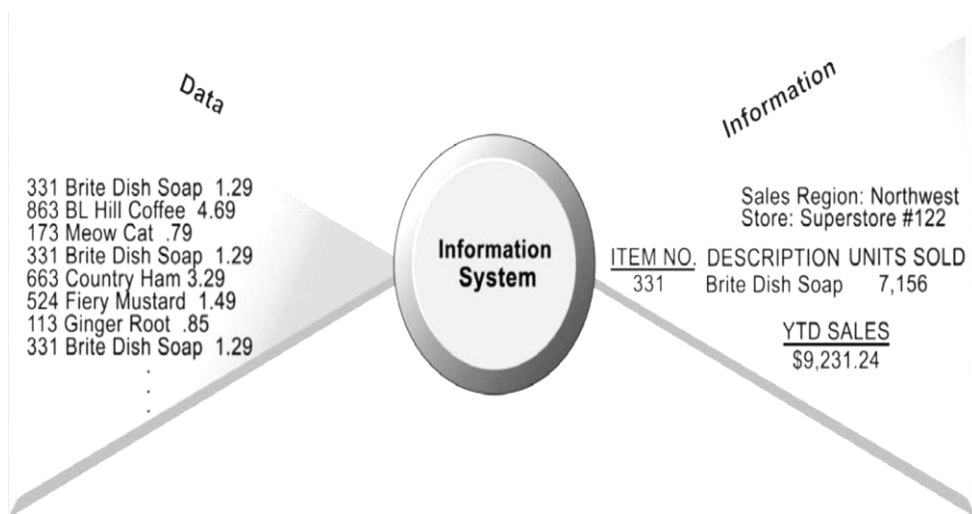 Data
331 Brite Dish Soap 1.29
863 BL Hill Coffee 4.69
173 Meow Cat .79
331 Brite Dish Soap 1.29
663 Country Ham 3.29
524 Fiery Mustard 1.49
113 Ginger Root .85
331 Brite Dish Soap 1.29
.
.
.
Information
System
Information
Sales Region: Northwest
Store: Superstore #122
ITEM NO. DESCRIPTION UNITS SOLD
331 Brite Dish Soap 7,156
YTD SALES
$9,231.24